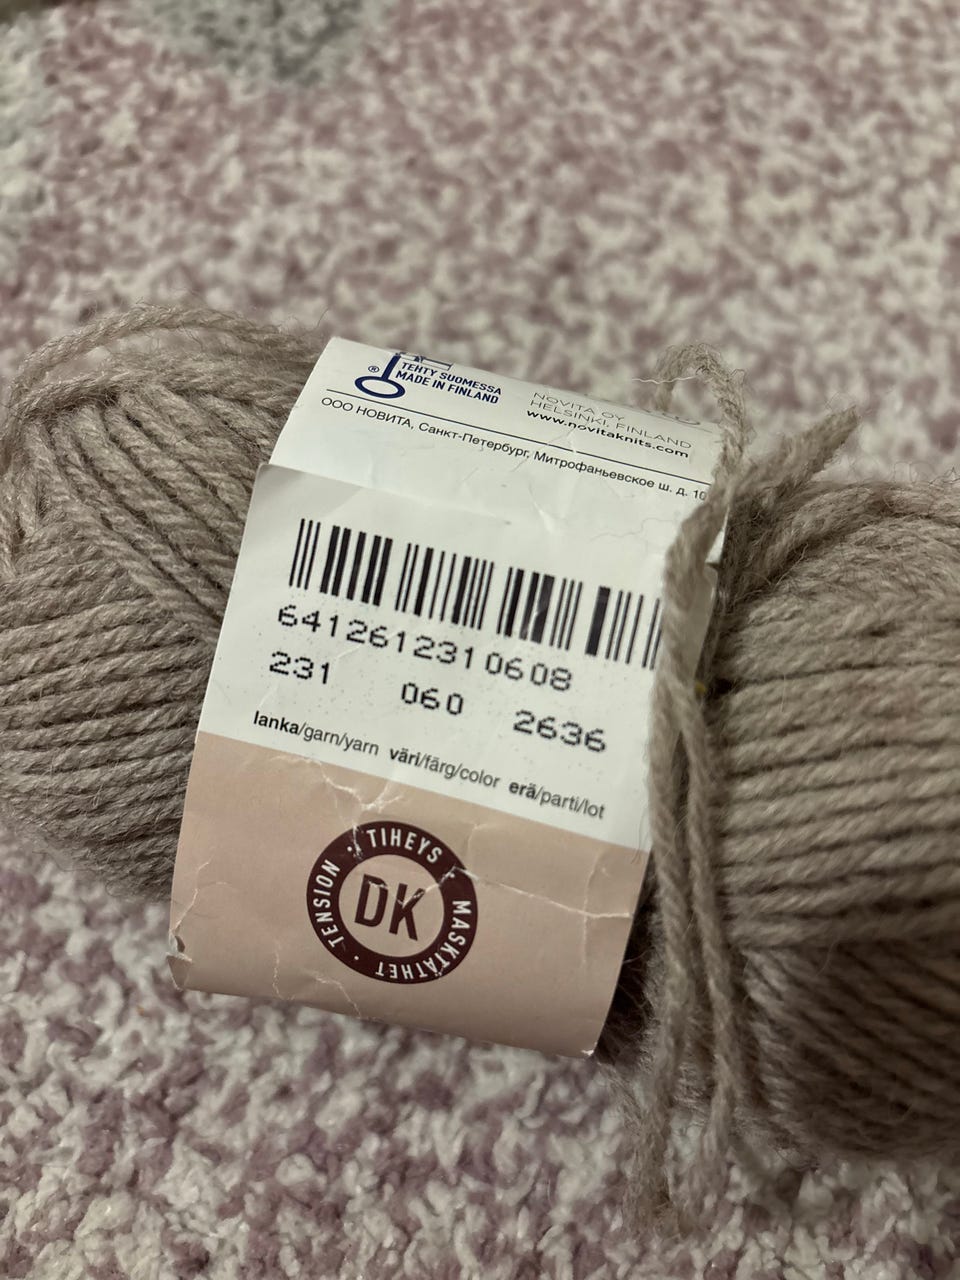 ® TEHTY SUOMESSA
MADE IN FINLAND
NOVITA OY
HELSINKI, FINLAND
www.novitaknits.com
ООО НОВИТА, Санкт-Петербург, Митрофаньевское ш. д. 10
6412612310608
231 060 2636
lanka/garn/yarn väri/färg/color erä/parti/lot
TIHEYS · MASKTÄTHET · TENSION ·
DK